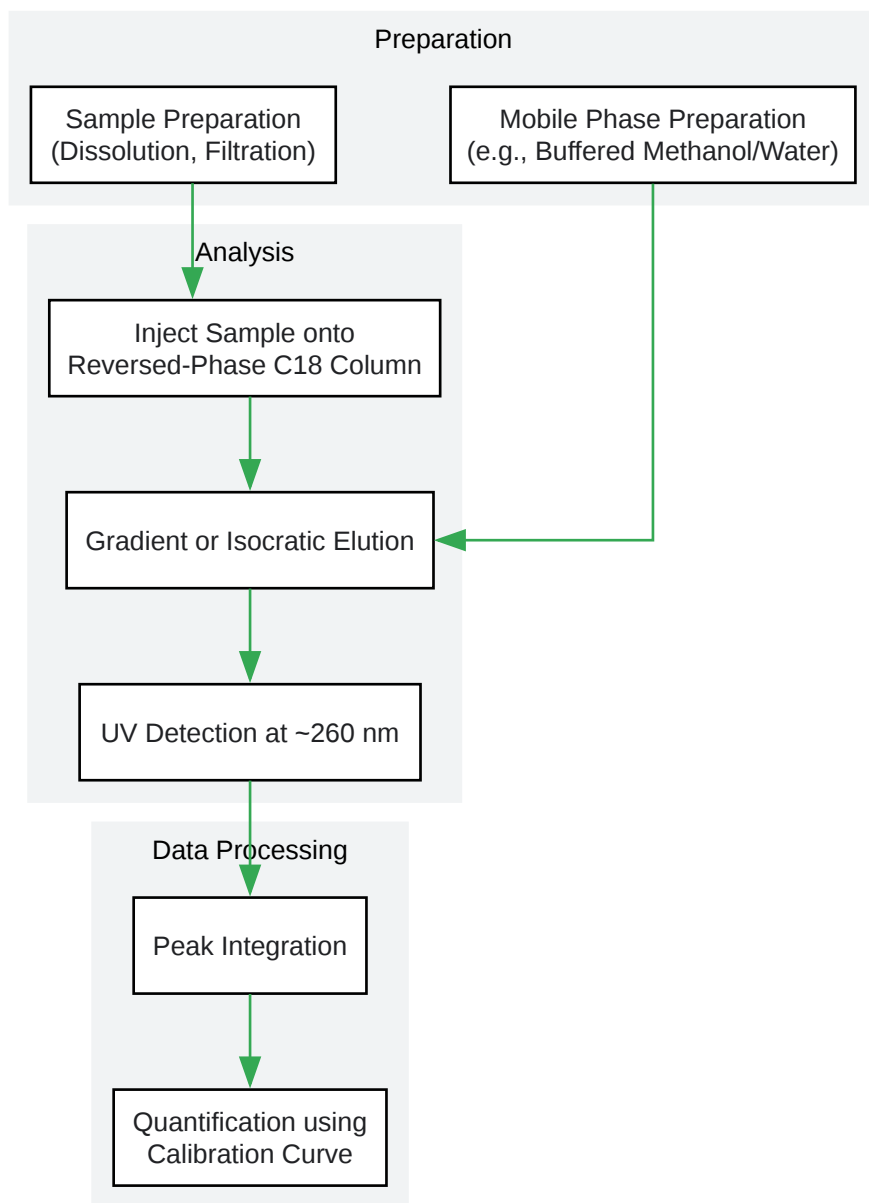 Preparation
Sample Preparation
(Dissolution, Filtration)
Mobile Phase Preparation
(e.g., Buffered Methanol/Water)
Analysis
Inject Sample onto
Reversed-Phase C18 Column
Gradient or Isocratic Elution
UV Detection at ~260 nm
Data Processing
Peak Integration
Quantification using
Calibration Curve